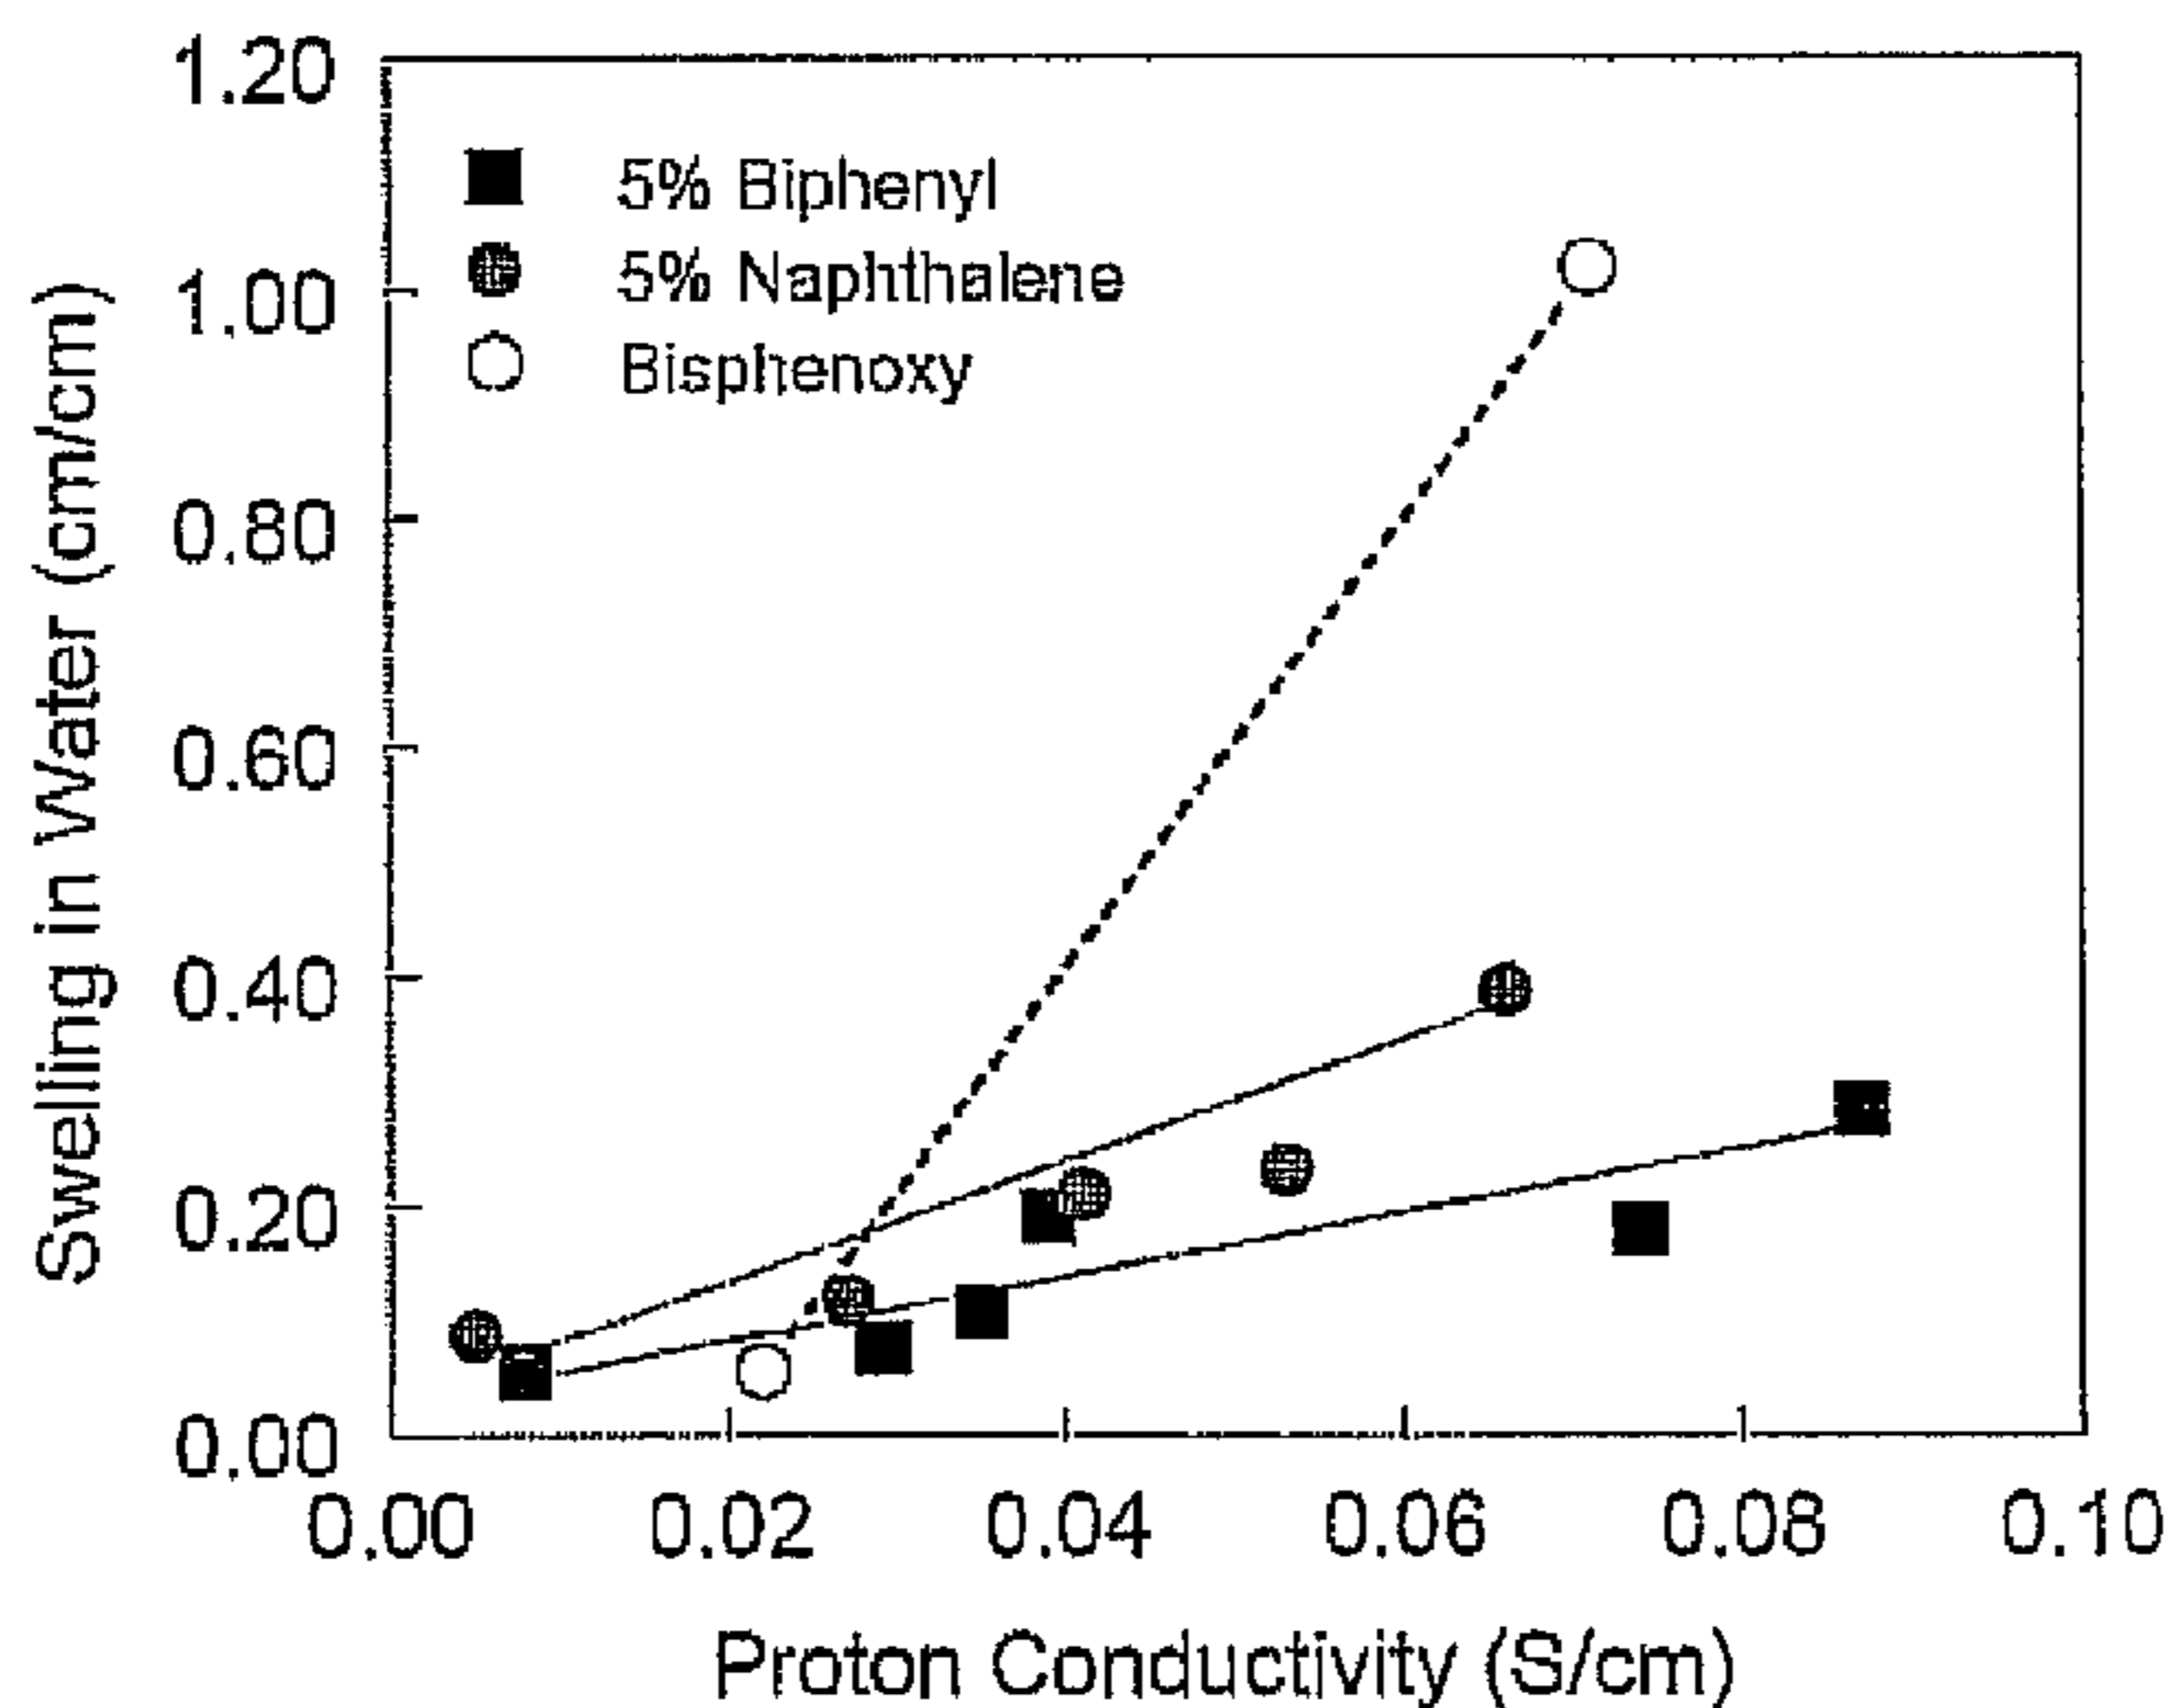 1.20
1.00
0.80
0.60
0.40
0.20
0.00
Swelling in Water (cm/cm)
5% Biphenyl
5% Naphthalene
Bisphenoxy
0.00 0.02 0.04 0.06 0.08 0.10
Proton Conductivity (S/cm)